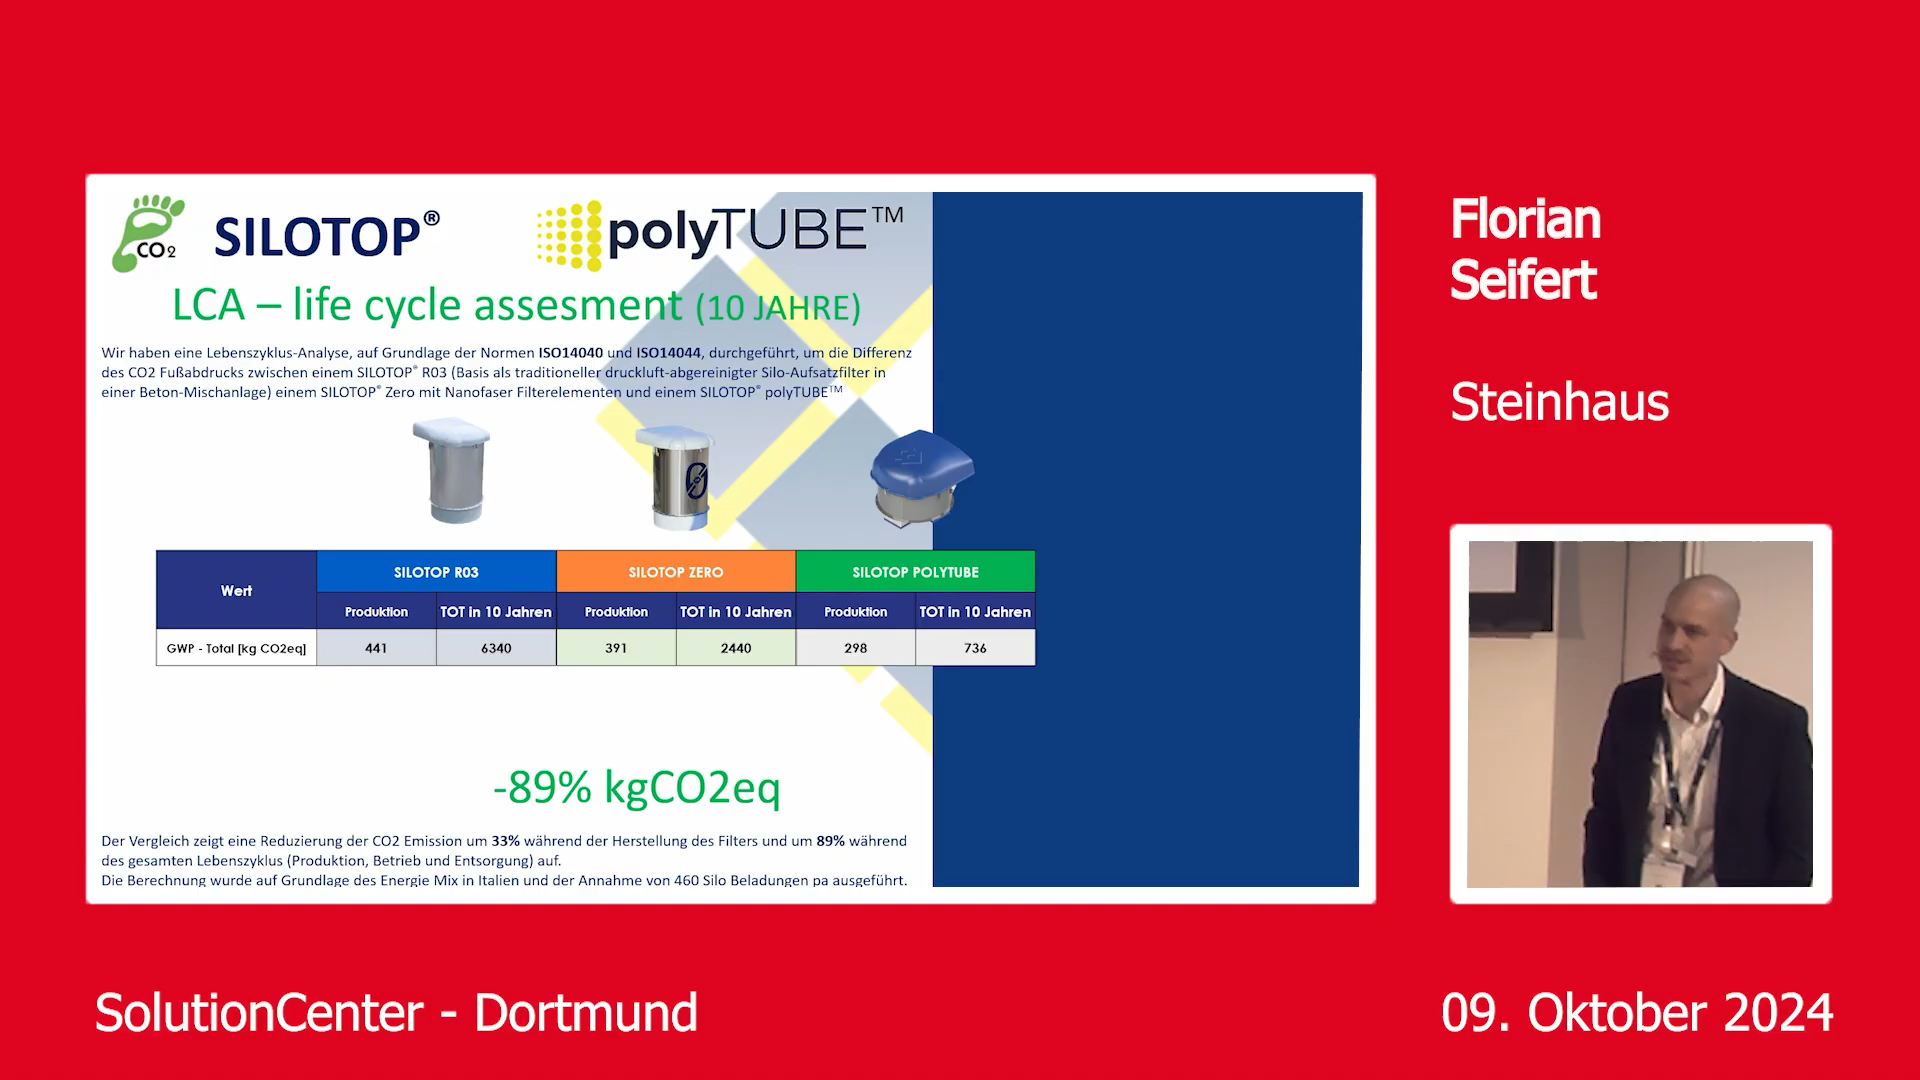 CO2
SILOTOP®
polyTUBE™
LCA – life cycle assesment (10 JAHRE)
Wir haben eine Lebenszyklus-Analyse, auf Grundlage der Normen ISO14040 und ISO14044, durchgeführt, um die Differenz
des CO2 Fußabdrucks zwischen einem SILOTOP® R03 (Basis als traditioneller druckluft-abgereinigter Silo-Aufsatzfilter in
einer Beton-Mischanlage) einem SILOTOP® Zero mit Nanofaser Filterelementen und einem SILOTOP® polyTUBE™
Wert SILOTOP R03 SILOTOP ZERO SILOTOP POLYTUBE
Produktion TOT in 10 Jahren Produktion TOT in 10 Jahren Produktion TOT in 10 Jahren
GWP - Total [kg CO2eq] 441 6340 391 2440 298 736
-89% kgCO2eq
Der Vergleich zeigt eine Reduzierung der CO2 Emission um 33% während der Herstellung des Filters und um 89% während
des gesamten Lebenszyklus (Produktion, Betrieb und Entsorgung) auf.
Die Berechnung wurde auf Grundlage des Energie Mix in Italien und der Annahme von 460 Silo Beladungen pa ausgeführt.
Florian
Seifert
Steinhaus
SolutionCenter - Dortmund
09. Oktober 2024